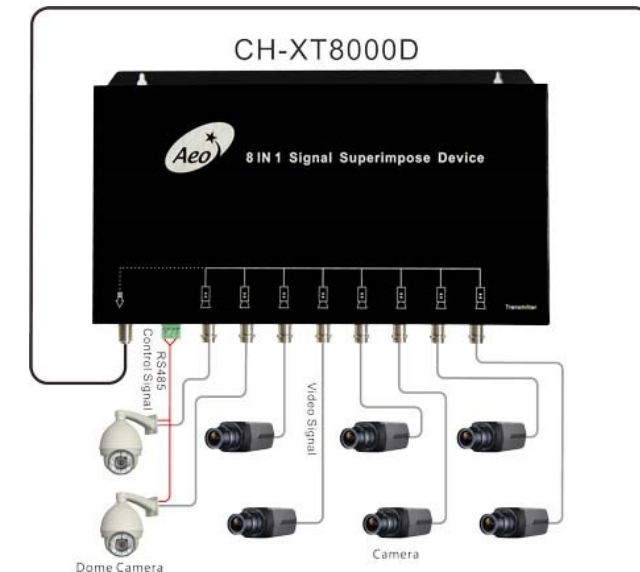 CH-XT8000D
Aeo
8 IN 1 Signal Superimpose Device
Transmitter
RS485
Control Signal
Video Signal
Camera
Dome Camera